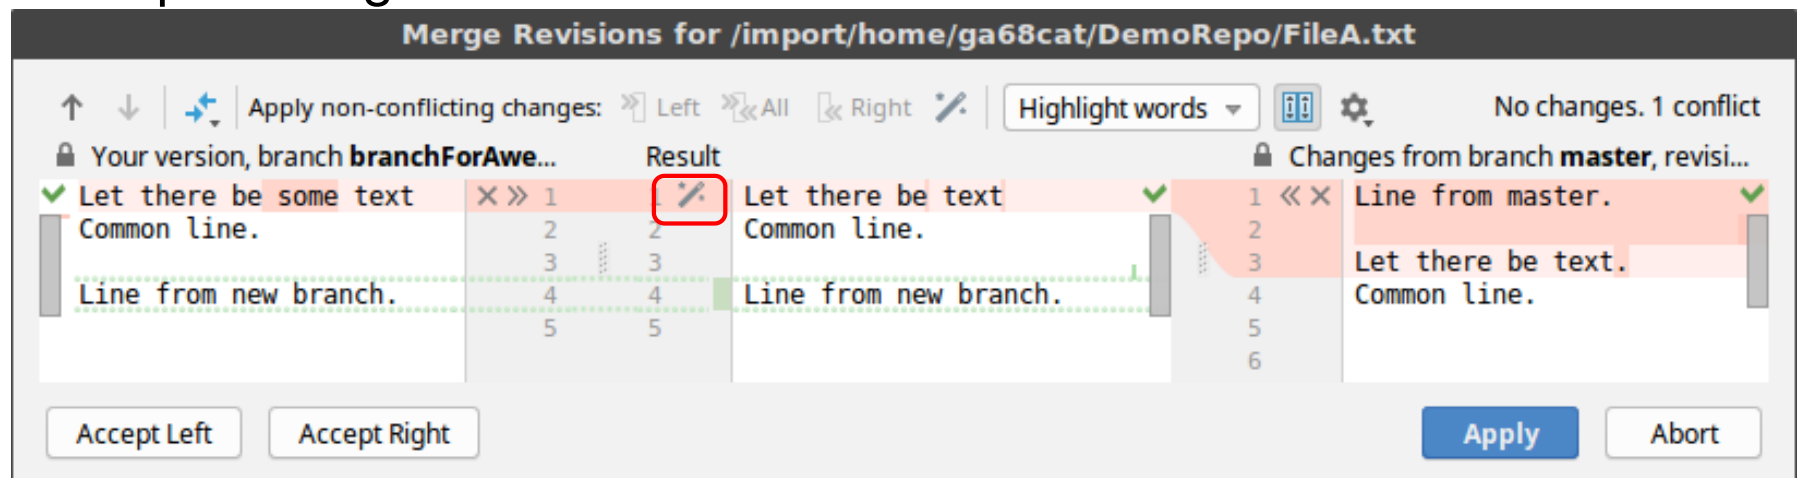 Merge Revisions for /import/home/ga68cat/DemoRepo/FileA.txt
Apply non-conflicting changes: Left All Right Highlight words No changes. 1 conflict
Your version, branch branchForAwe... Result Changes from branch master, revisi...
Let there be some text 1 1 Let there be text 1 Line from master.
Common line. 2 2 Common line. 2
3 3 3 Let there be text.
Line from new branch. 4 4 Line from new branch. 4 Common line.
5 5 5
6
Accept Left Accept Right Apply Abort